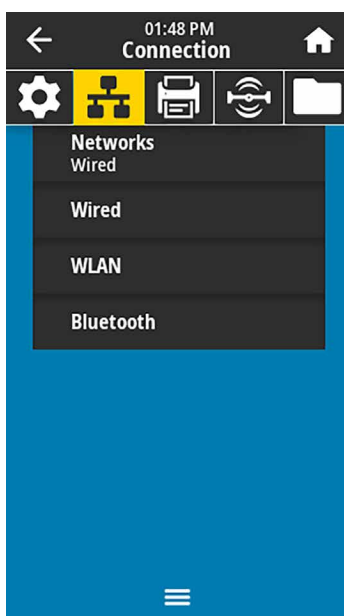 01:48 PM
Connection
Networks
Wired
Wired
WLAN
Bluetooth